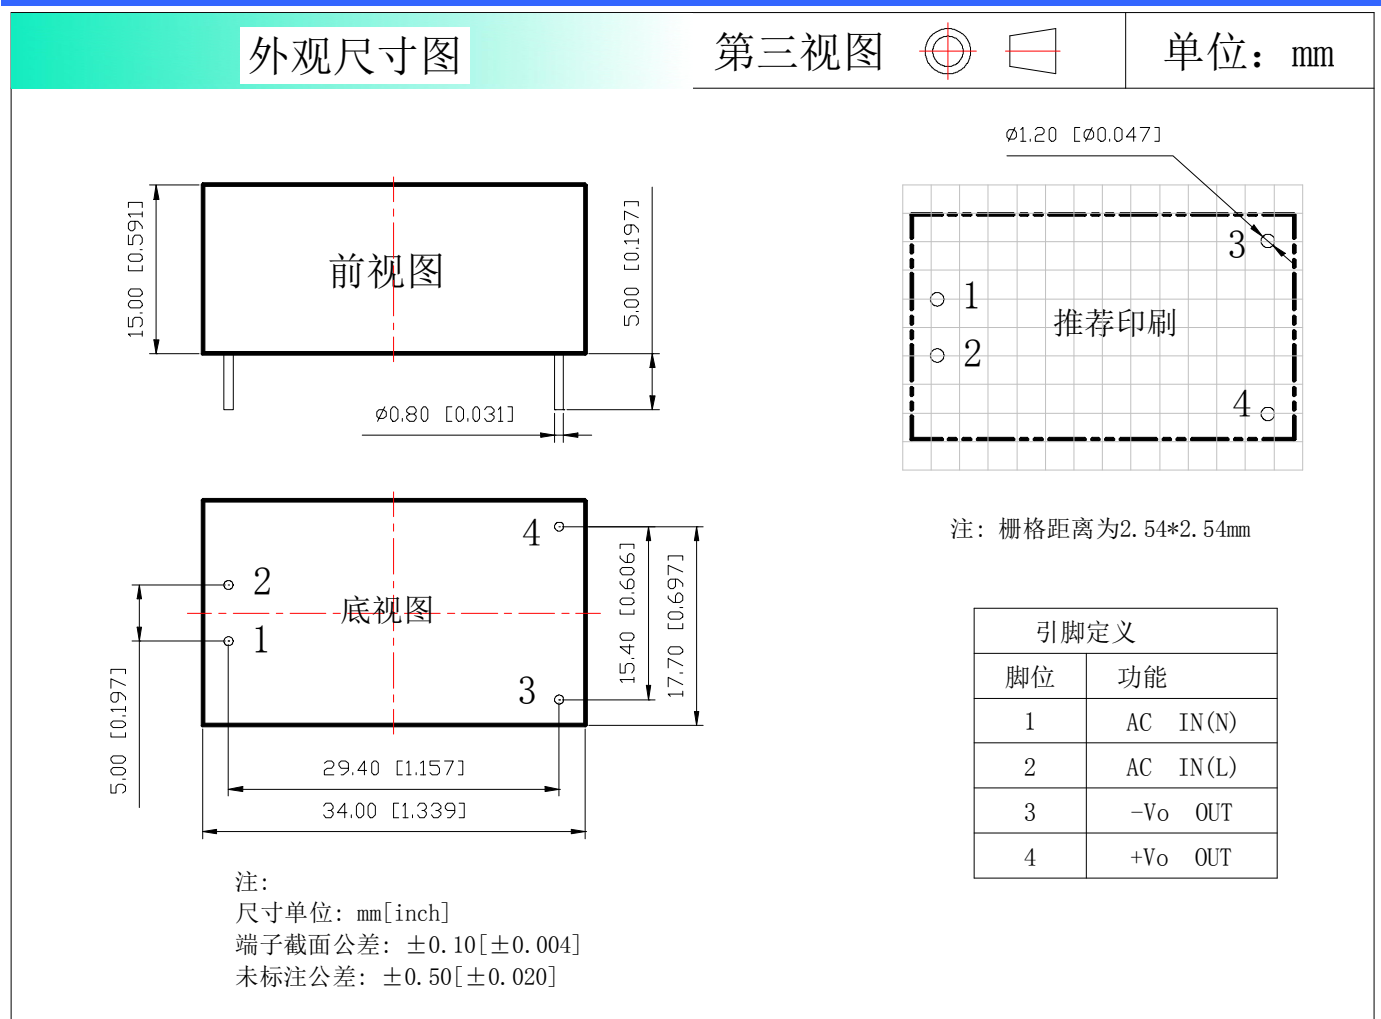 外观尺寸图
第三视图
单位：mm
ø1.20 [ø0.047]
15.00 [0.591]
前视图
5.00 [0.197]
ø0.80 [0.031]
3
1
推荐印刷
2
4
注: 栅格距离为2.54*2.54mm
4
2
底视图
1
3
15.40 [0.606]
17.70 [0.697]
5.00 [0.197]
29.40 [1.157]
34.00 [1.339]
引脚定义
脚位 功能
1 AC IN(N)
2 AC IN(L)
3 -Vo OUT
4 +Vo OUT
注:
尺寸单位: mm[inch]
端子截面公差: ±0.10[±0.004]
未标注公差: ±0.50[±0.020]